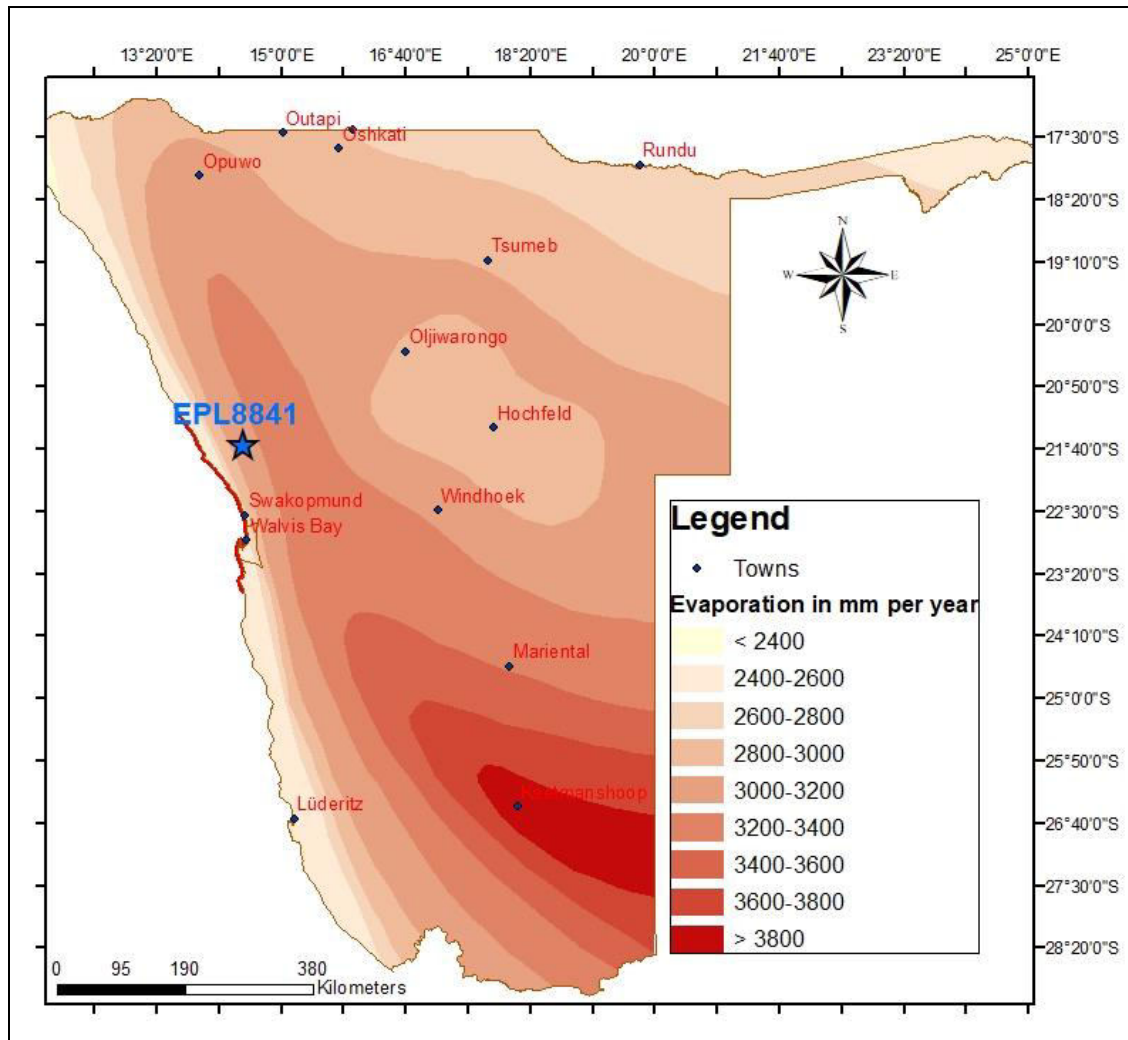 13°20'0"E 15°0'0"E 16°40'0"E 18°20'0"E 20°0'0"E 21°40'0"E 23°20'0"E 25°0'0"E
Outapi
Oshkati
Rundu
Opuwo
Tsumeb
Oljiwarongo
EPL8841
Hochfeld
Swakopmund
Windhoek
Walvis Bay
Mariental
Keetmanshoop
Lüderitz
17°30'0"S
18°20'0"S
19°10'0"S
20°0'0"S
20°50'0"S
21°40'0"S
22°30'0"S
23°20'0"S
24°10'0"S
25°0'0"S
25°50'0"S
26°40'0"S
27°30'0"S
28°20'0"S
N
W E
S
Legend
Towns
Evaporation in mm per year
< 2400
2400-2600
2600-2800
2800-3000
3000-3200
3200-3400
3400-3600
3600-3800
> 3800
0 95 190 380
Kilometers